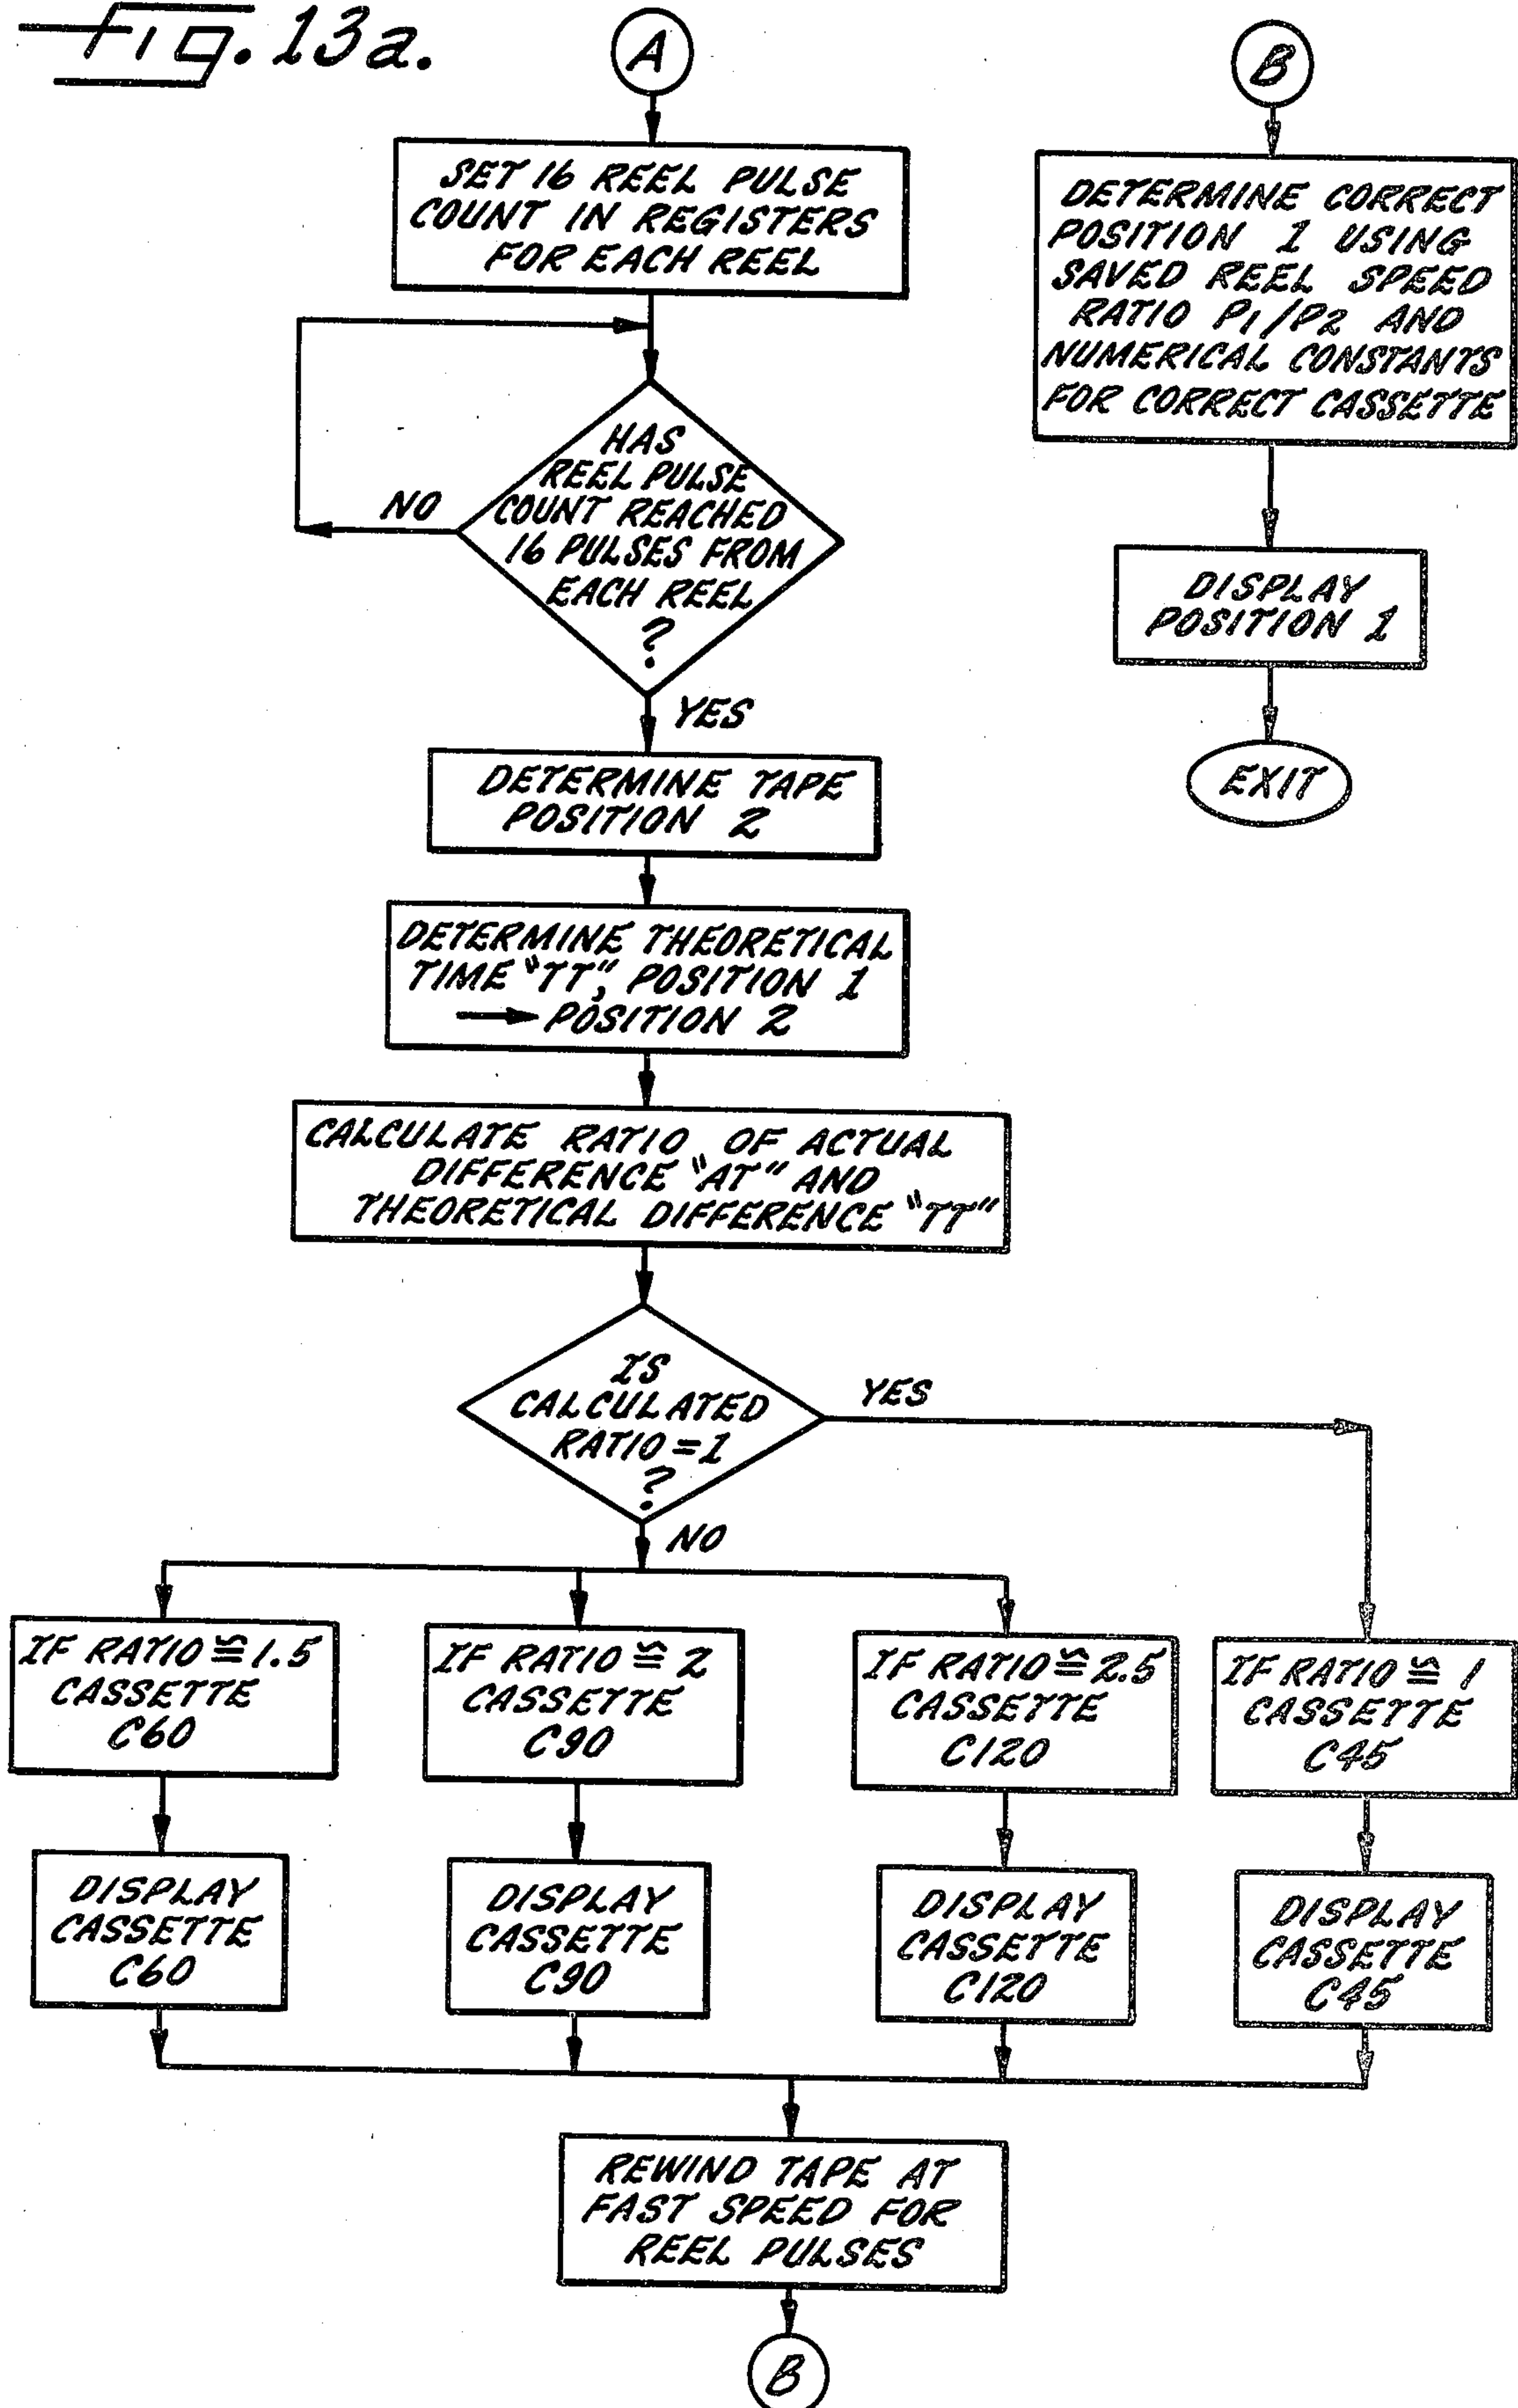 Fig. 13a.
A
SET 16 REEL PULSE
COUNT IN REGISTERS
FOR EACH REEL
HAS
REEL PULSE
COUNT REACHED
16 PULSES FROM
EACH REEL
?
NO
YES
DETERMINE TAPE
POSITION 2
DETERMINE THEORETICAL
TIME "TT", POSITION 1
→ POSITION 2
CALCULATE RATIO OF ACTUAL
DIFFERENCE "AT" AND
THEORETICAL DIFFERENCE "TT"
IS
CALCULATED
RATIO = 1
?
YES
NO
IF RATIO ≌ 1.5
CASSETTE
C60
IF RATIO ≌ 2
CASSETTE
C90
IF RATIO ≌ 2.5
CASSETTE
C120
IF RATIO ≌ 1
CASSETTE
C45
DISPLAY
CASSETTE
C60
DISPLAY
CASSETTE
C90
DISPLAY
CASSETTE
C120
DISPLAY
CASSETTE
C45
REWIND TAPE AT
FAST SPEED FOR
REEL PULSES
B
B
DETERMINE CORRECT
POSITION 1 USING
SAVED REEL SPEED
RATIO P1/P2 AND
NUMERICAL CONSTANTS
FOR CORRECT CASSETTE
DISPLAY
POSITION 1
EXIT